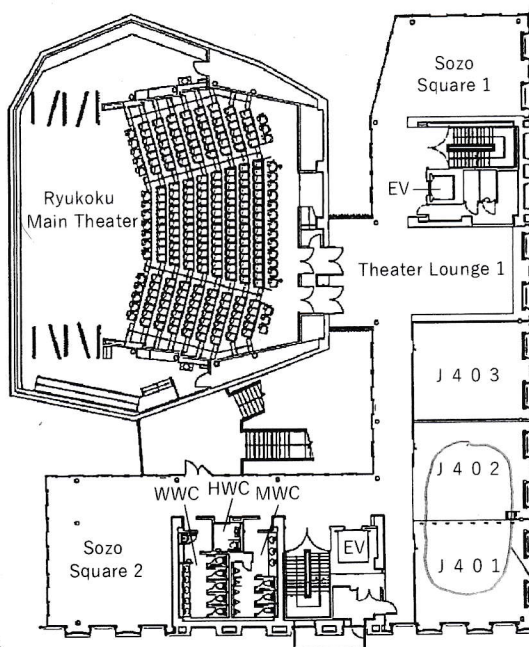 Sozo
Square 1
EV
Ryukoku
Main Theater
Theater Lounge 1
J 4 0 3
J 4 0 2
WWC
HWC
MWC
EV
Sozo
Square 2
J 4 0 1